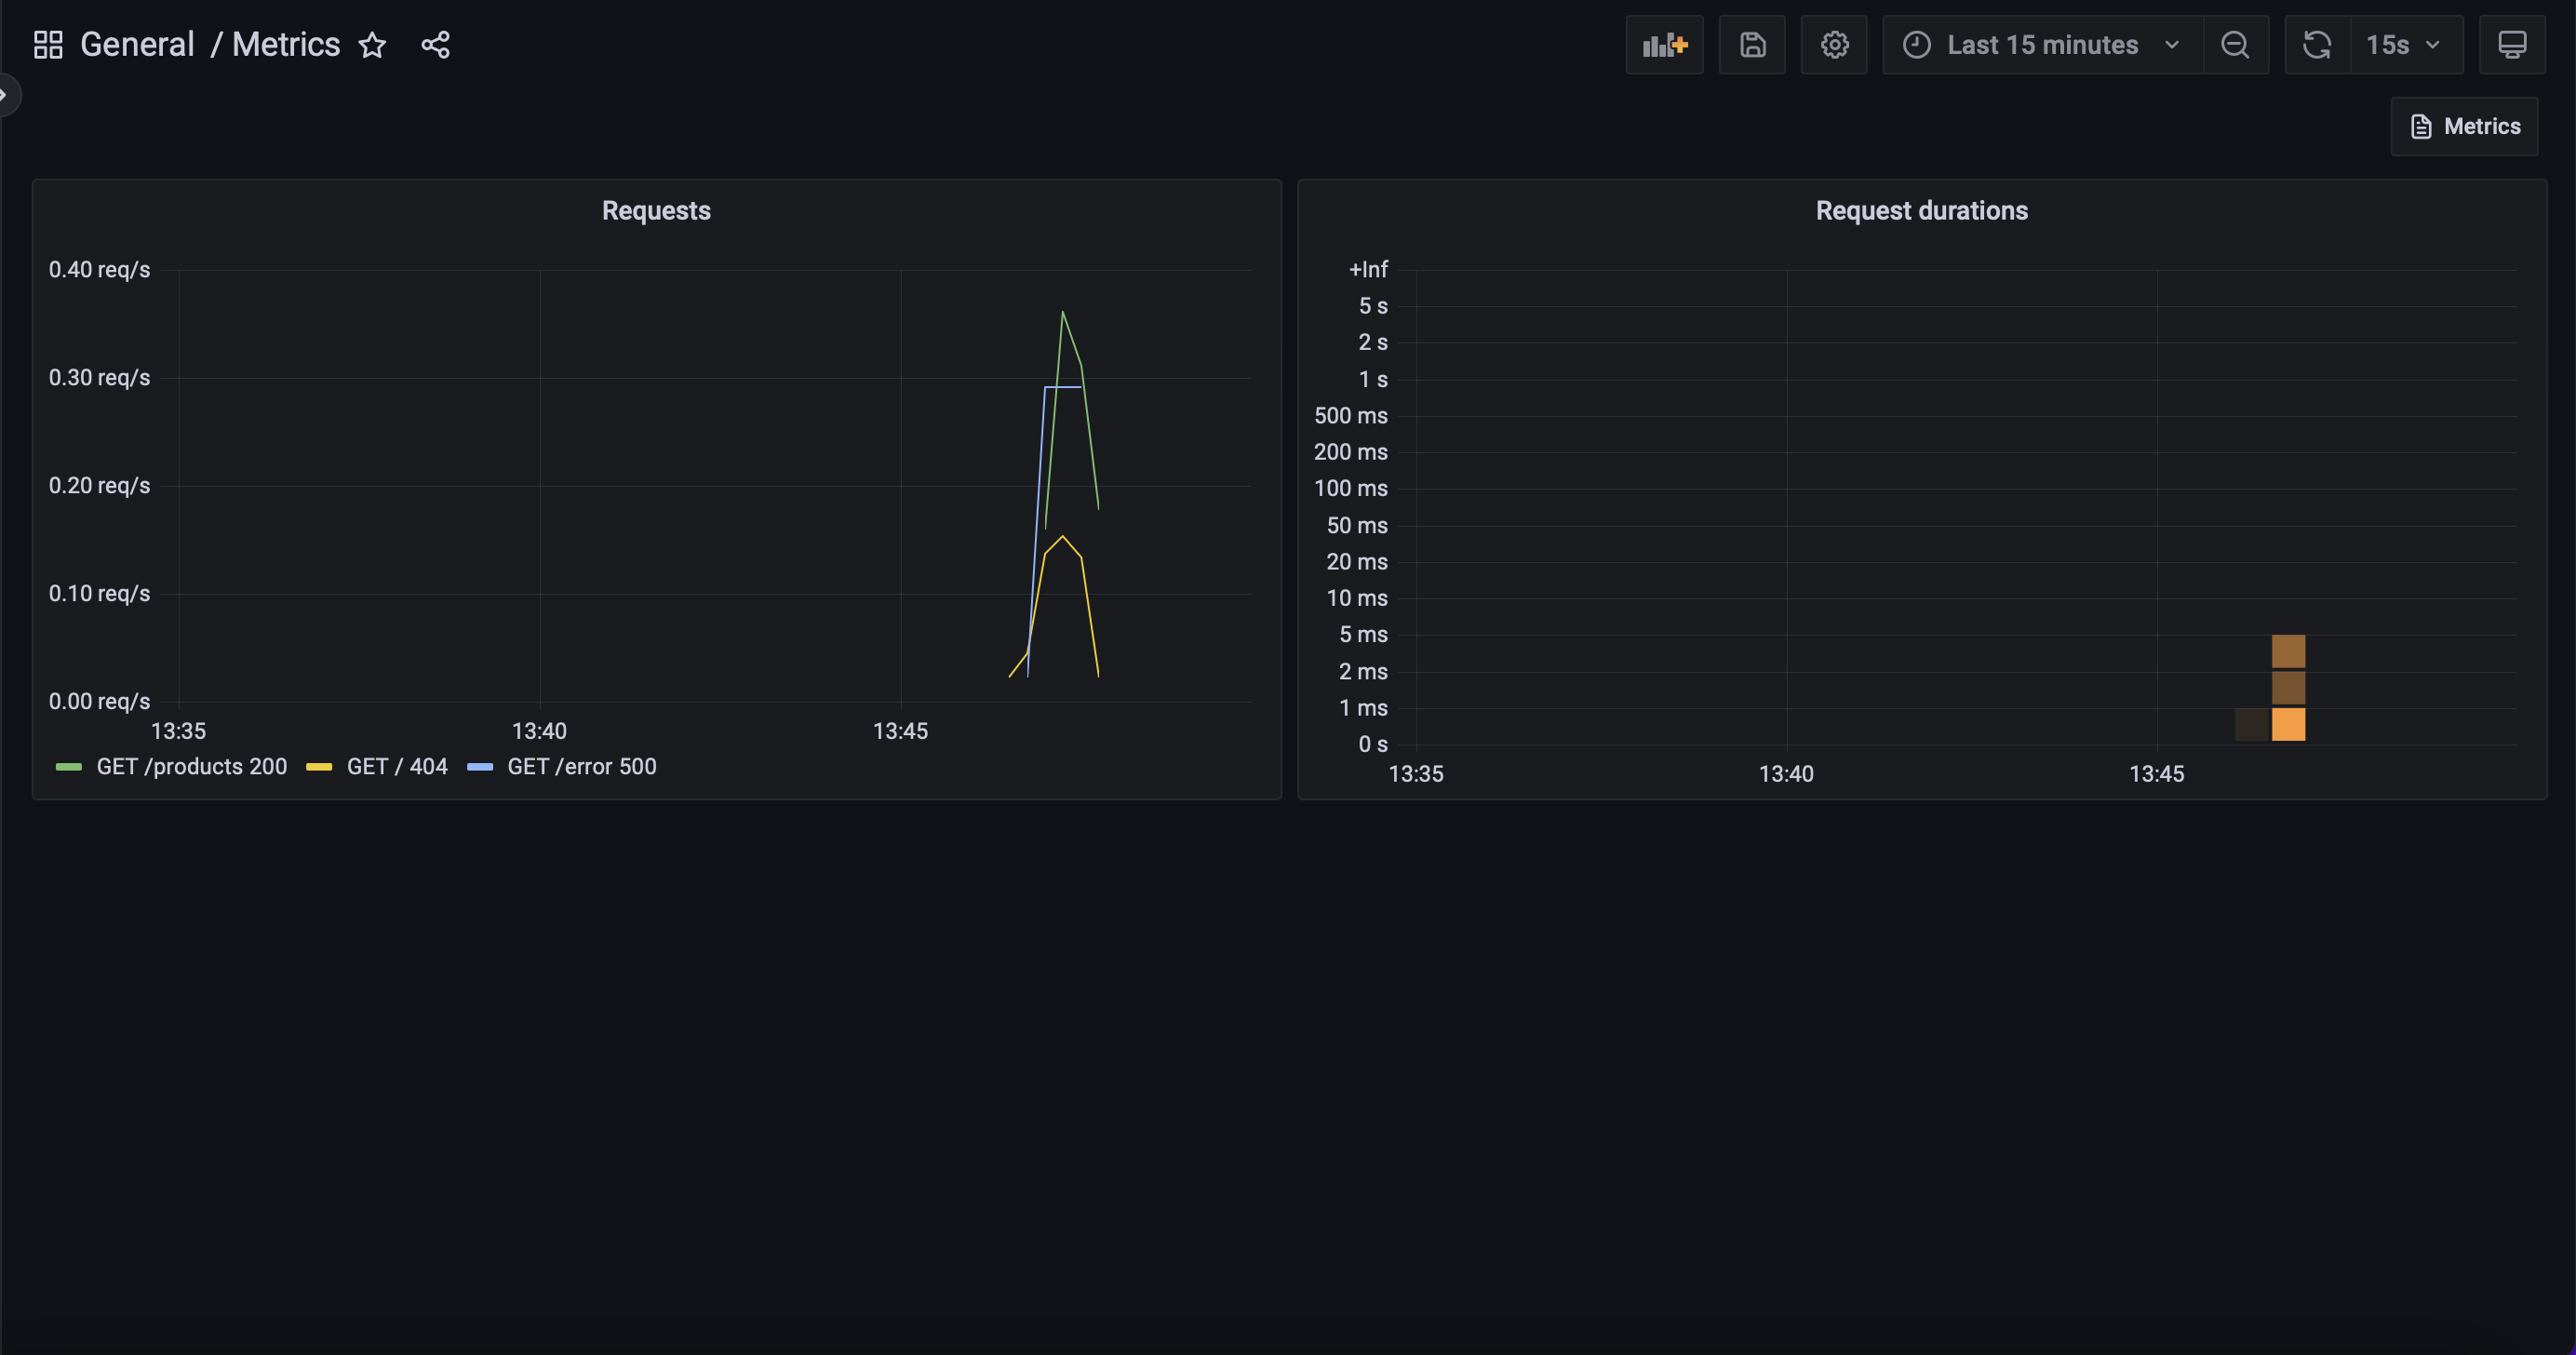 General / Metrics
Last 15 minutes
15s
Metrics
Requests
0.40 req/s
0.30 req/s
0.20 req/s
0.10 req/s
0.00 req/s
13:35 13:40 13:45
GET /products 200 GET / 404 GET /error 500
Request durations
+Inf
5 s
2 s
1 s
500 ms
200 ms
100 ms
50 ms
20 ms
10 ms
5 ms
2 ms
1 ms
0 s
13:35 13:40 13:45